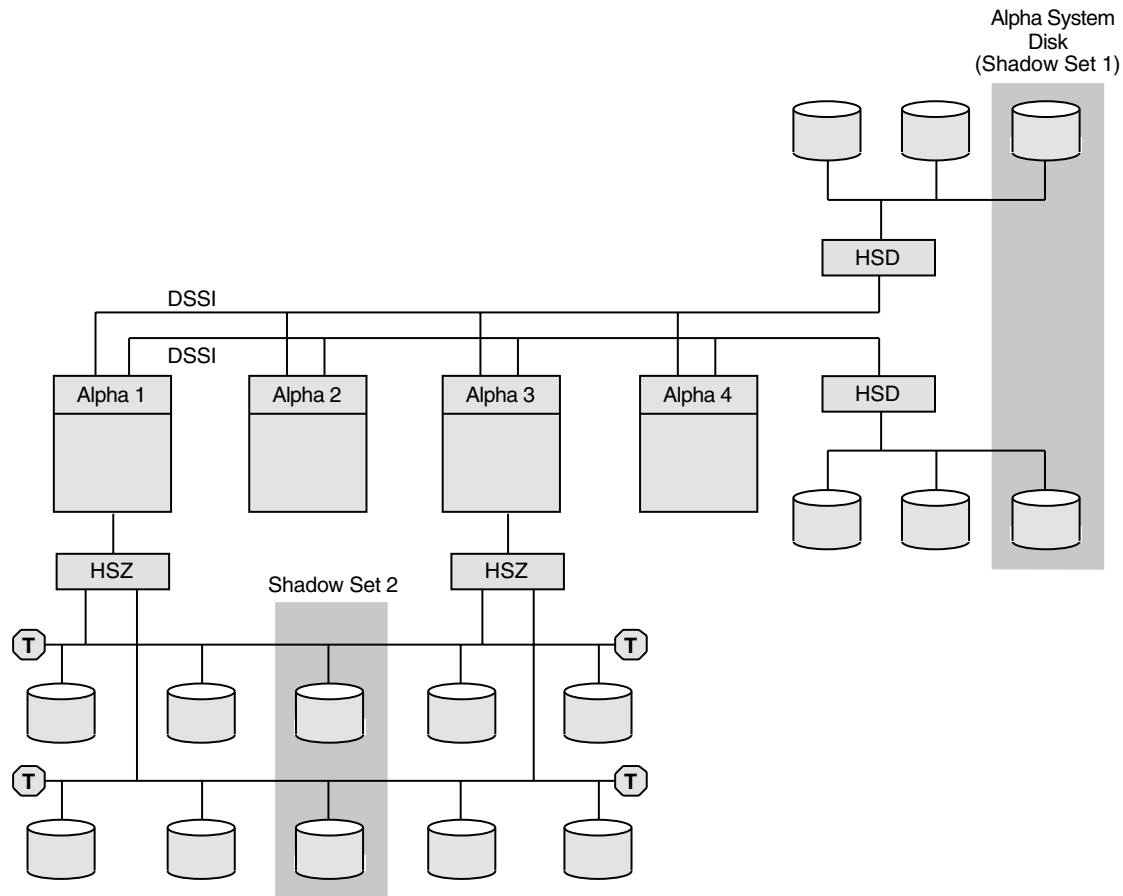 Alpha System
Disk
(Shadow Set 1)
HSD
DSSI
DSSI
Alpha 1
Alpha 2
Alpha 3
Alpha 4
HSD
HSZ
HSZ
Shadow Set 2
T
T
T
T